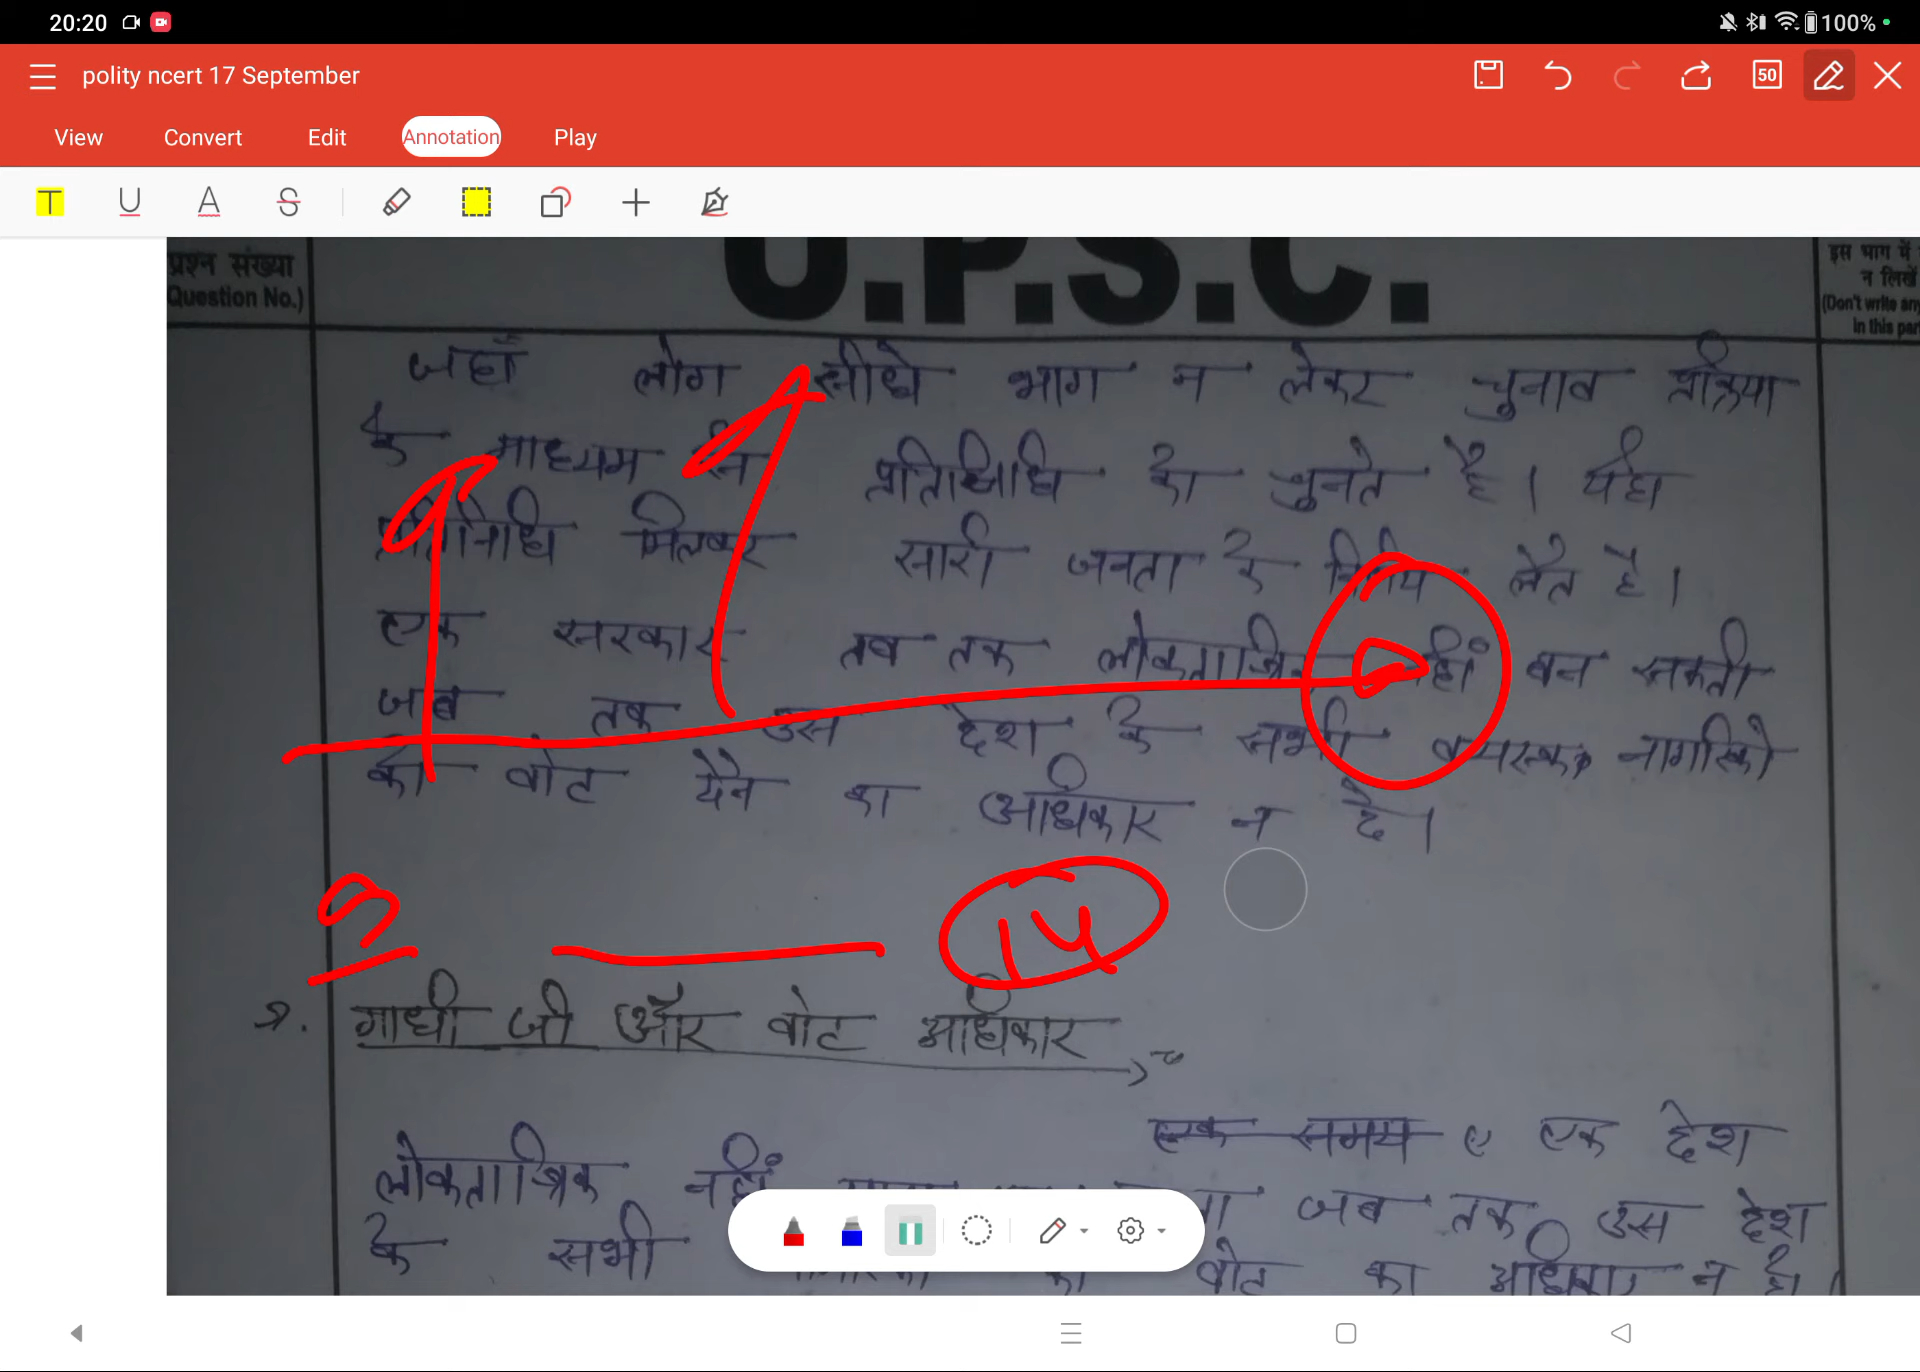 20:20 100%
polity ncert 17 September 50
View Convert Edit Annotation Play
प्रश्न संख्या
Question No.)
U.P.S.C.
इस भाग में
न लिखें
(Don't write any
in this par
जहाँ लोग सीधे भाग न लेकर चुनाव प्रक्रिया
के माध्यम से प्रतिनिधि को चुनते है। यह
प्रतिनिधि मिलकर सारी जनता के निर्णय लेत है।
एक सरकार तब तक लोकतांत्रिक नहीं बन सकती
जब तक उस देश के सभी वयस्क नागरिको
को वोट देने का अधिकार न दे।
14
2. गाधी जी और वोट अधिकार
एक समय ए एक देश
लोकतांत्रिक नहीं जब तक उस देश
के सभी को वोट का अधिकार न हो।